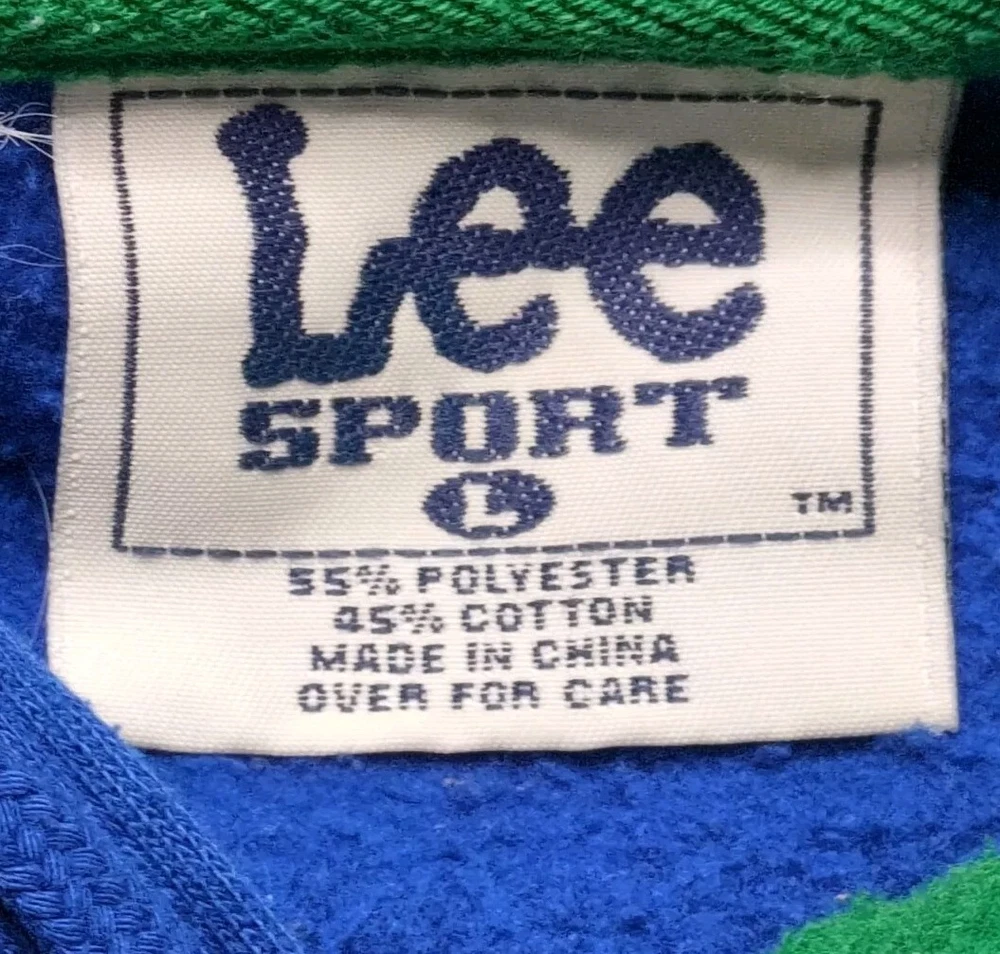 Lee
SPORT
L
TM
55% POLYESTER
45% COTTON
MADE IN CHINA
OVER FOR CARE